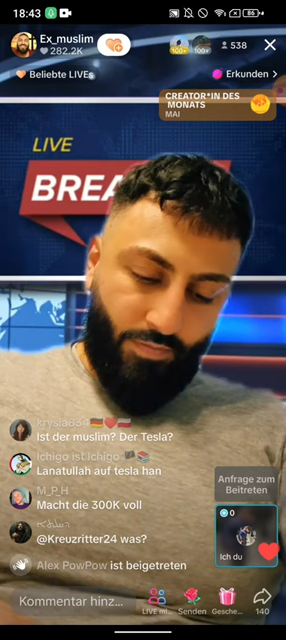 18:43
86
Ex_muslim
282.2K
100+
100+
538
Beliebte LIVEs
Erkunden >
CREATOR*IN DES
MONATS
MAI
LIVE
BREA
krysia834
Ist der muslim? Der Tesla?
Ichigo ist Ichigo
Lanatullah auf tesla han
M_P_H
Macht die 300K voll
@Kreuzritter24 was?
Alex PowPow ist beigetreten
Anfrage zum
Beitreten
0
Ich du
Kommentar hinz...
LIVE mi...
Senden
Gesche...
140